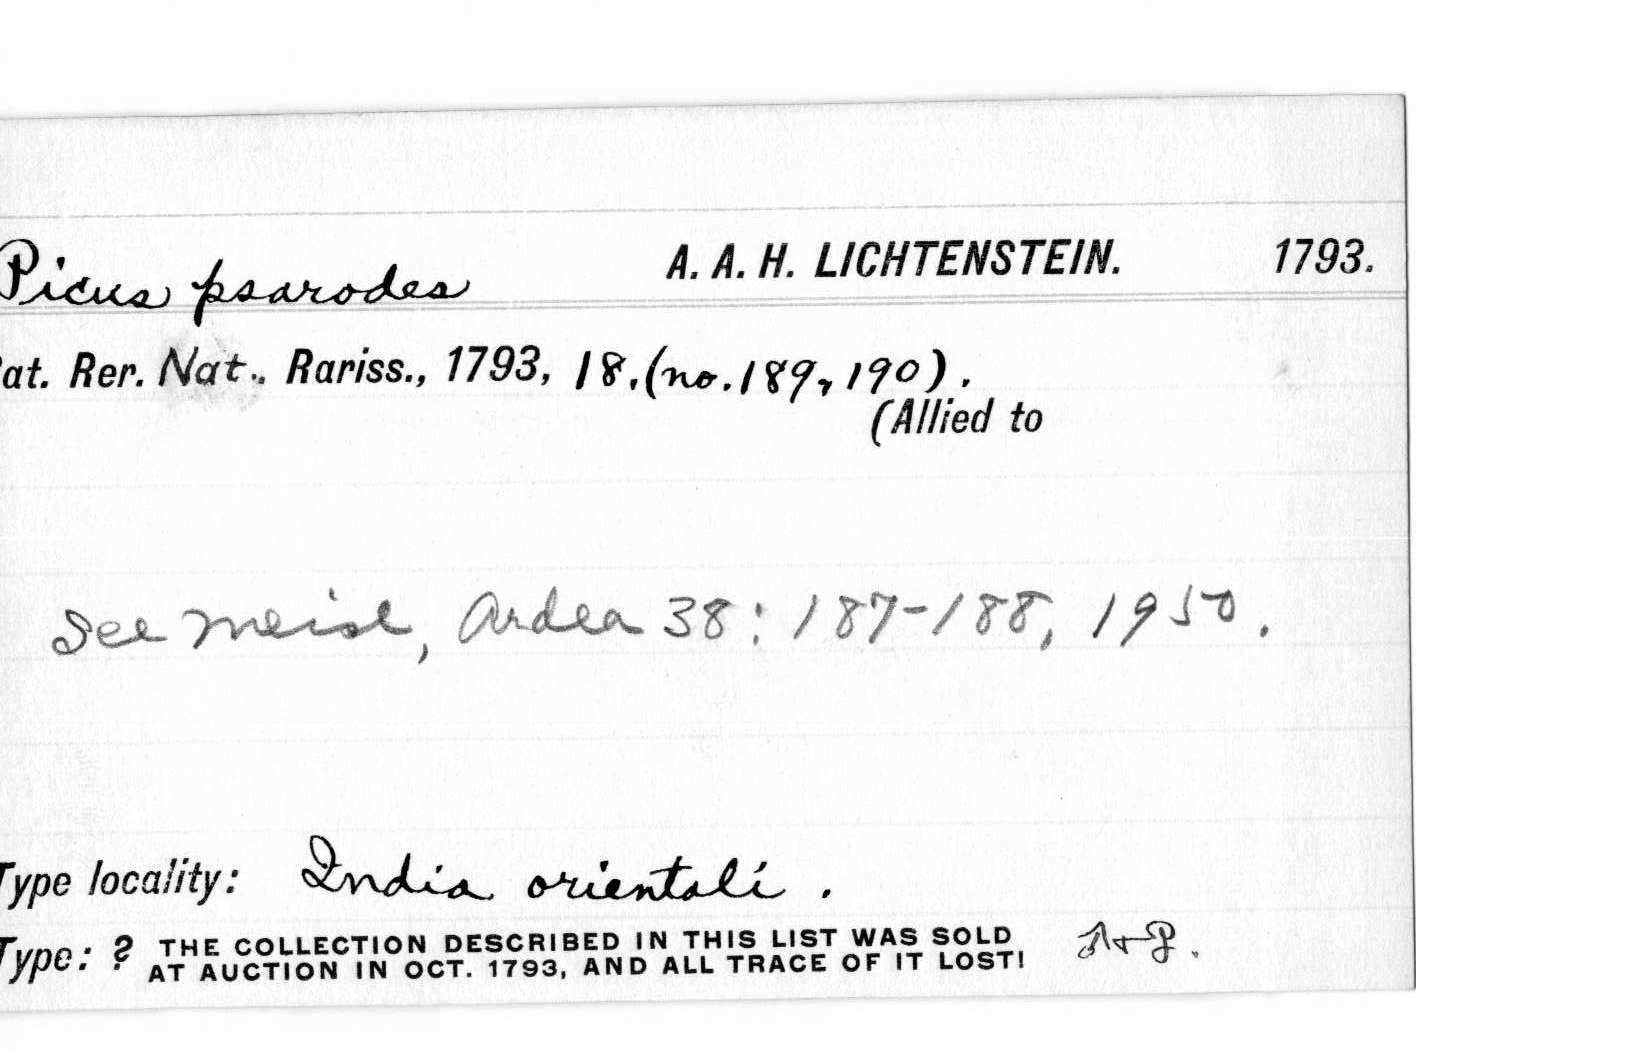 Picus psarodes A. A. H. LICHTENSTEIN. 1793.
at. Rer. Nat., Rariss., 1793, 18. (no. 189, 190).
(Allied to
See Meise, Ardea 38: 187-188, 1950.
Type locality: India orientali.
Type: ? THE COLLECTION DESCRIBED IN THIS LIST WAS SOLD
AT AUCTION IN OCT. 1793, AND ALL TRACE OF IT LOST!